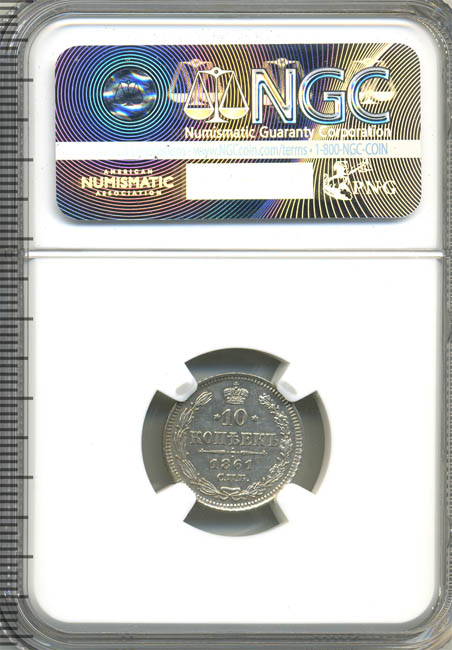 NGC
Numismatic Guaranty Corporation
www.NGCcoin.com/terms • 1-800-NGC-COIN
AMERICAN
NUMISMATIC
ASSOCIATION
PNG
10
КОПѢЕКЪ
1861
С.П.Б.